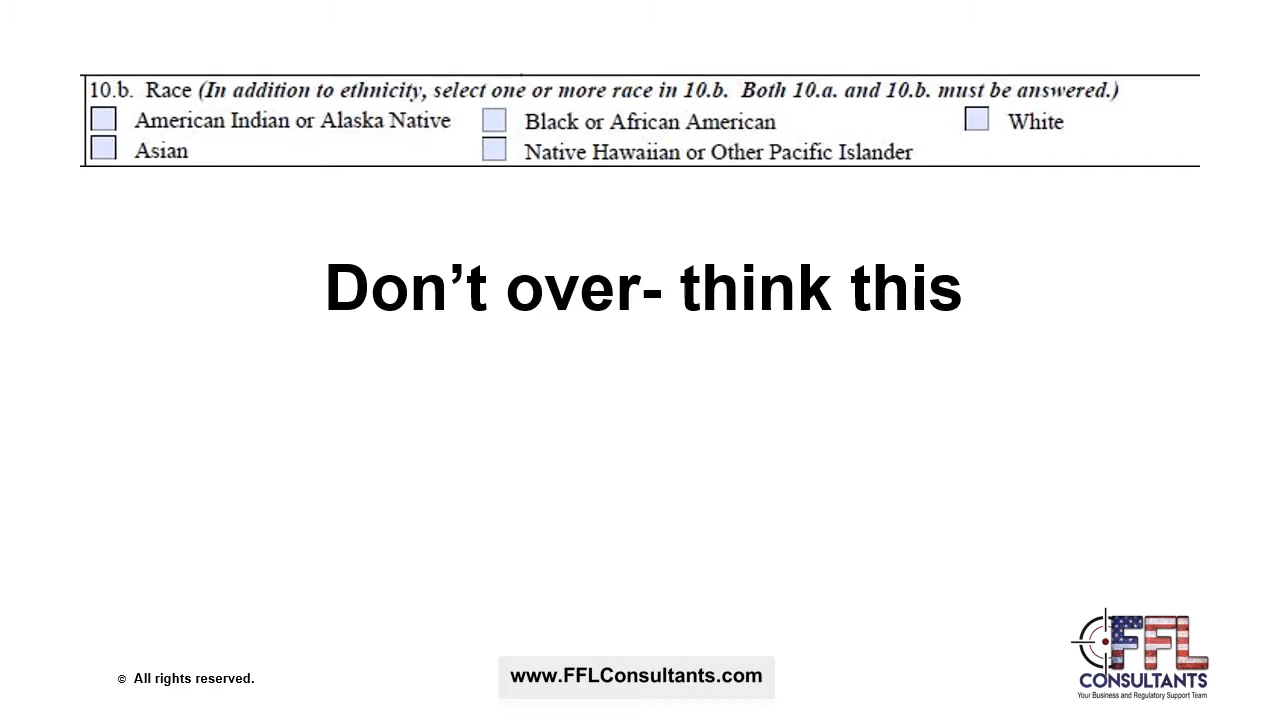 10.b. Race (In addition to ethnicity, select one or more race in 10.b. Both 10.a. and 10.b. must be answered.)
American Indian or Alaska Native Black or African American White
Asian Native Hawaiian or Other Pacific Islander
Don’t over- think this
© All rights reserved.
www.FFLConsultants.com
FFL
CONSULTANTS
Your Business and Regulatory Support Team